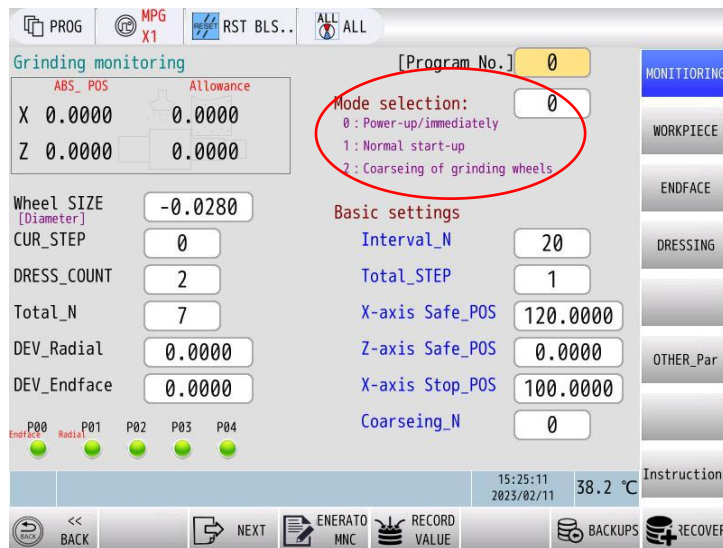 PROG
MPG
X1
RESET
RST BLS..
ALL
ALL
ALL
Grinding monitoring
[Program No.]
0
ABS_ POS
Allowance
X 0.0000 0.0000
Z 0.0000 0.0000
Mode selection:
0
0：Power-up/immediately
1：Normal start-up
2：Coarseing of grinding wheels
Wheel SIZE
[Diameter]
-0.0280
Basic settings
CUR_STEP 0
Interval_N 20
DRESS_COUNT 2
Total_STEP 1
Total_N 7
X-axis Safe_POS 120.0000
DEV_Radial 0.0000
Z-axis Safe_POS 0.0000
DEV_Endface 0.0000
X-axis Stop_POS 100.0000
Coarseing_N 0
P00 P01 P02 P03 P04
Endface Radial
15:25:11
2023/02/11
38.2 ℃
MONITIORING
WORKPIECE
ENDFACE
DRESSING
OTHER_Par
Instruction
BACK
<<
BACK
NEXT
ENERATO
MNC
RECORD
VALUE
BACKUPS
RECOVER